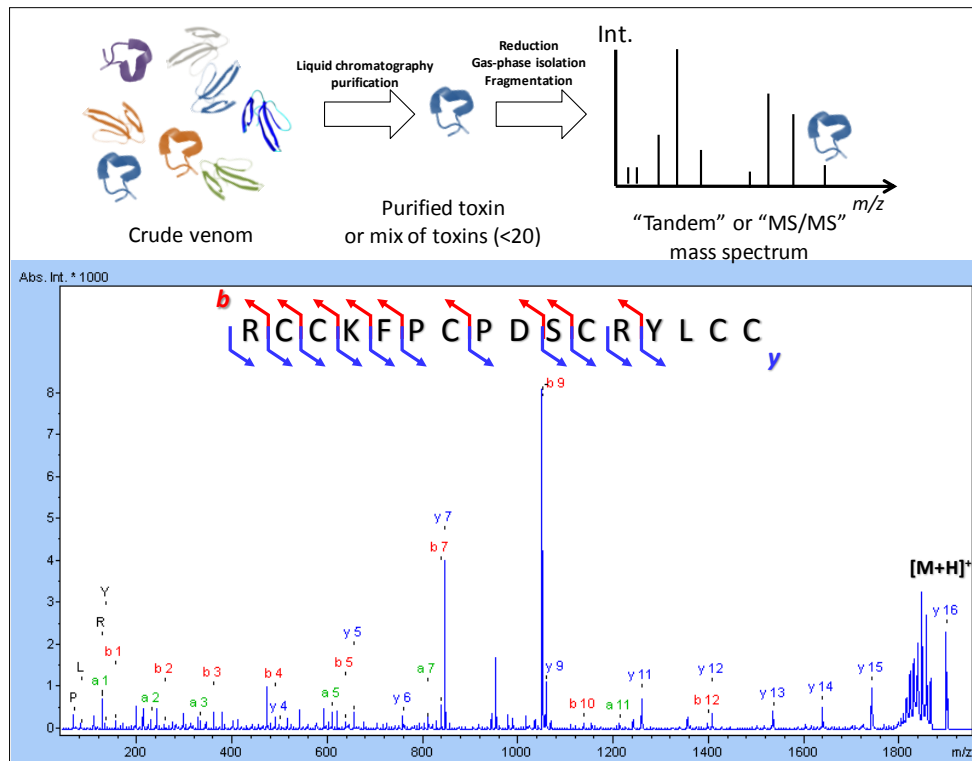 Liquid chromatography
purification
Reduction
Gas-phase isolation
Fragmentation
Int.
m/z
Crude venom
Purified toxin
or mix of toxins (<20)
“Tandem” or “MS/MS”
mass spectrum
Abs. Int. * 1000
b
R C C K F P C P D S C R Y L C C
y
8
7
6
5
4
3
2
1
0
b 9
y 7
b 7
[M+H]+
y 16
Y
R
L
P
a 1
b 1
a 2
b 2
a 3
b 3
b 4
y 4
a 5
b 5
y 5
y 6
a 7
y 9
b 10
a 11
y 11
y 12
b 12
y 13
y 14
y 15
200 400 600 800 1000 1200 1400 1600 1800 m/z